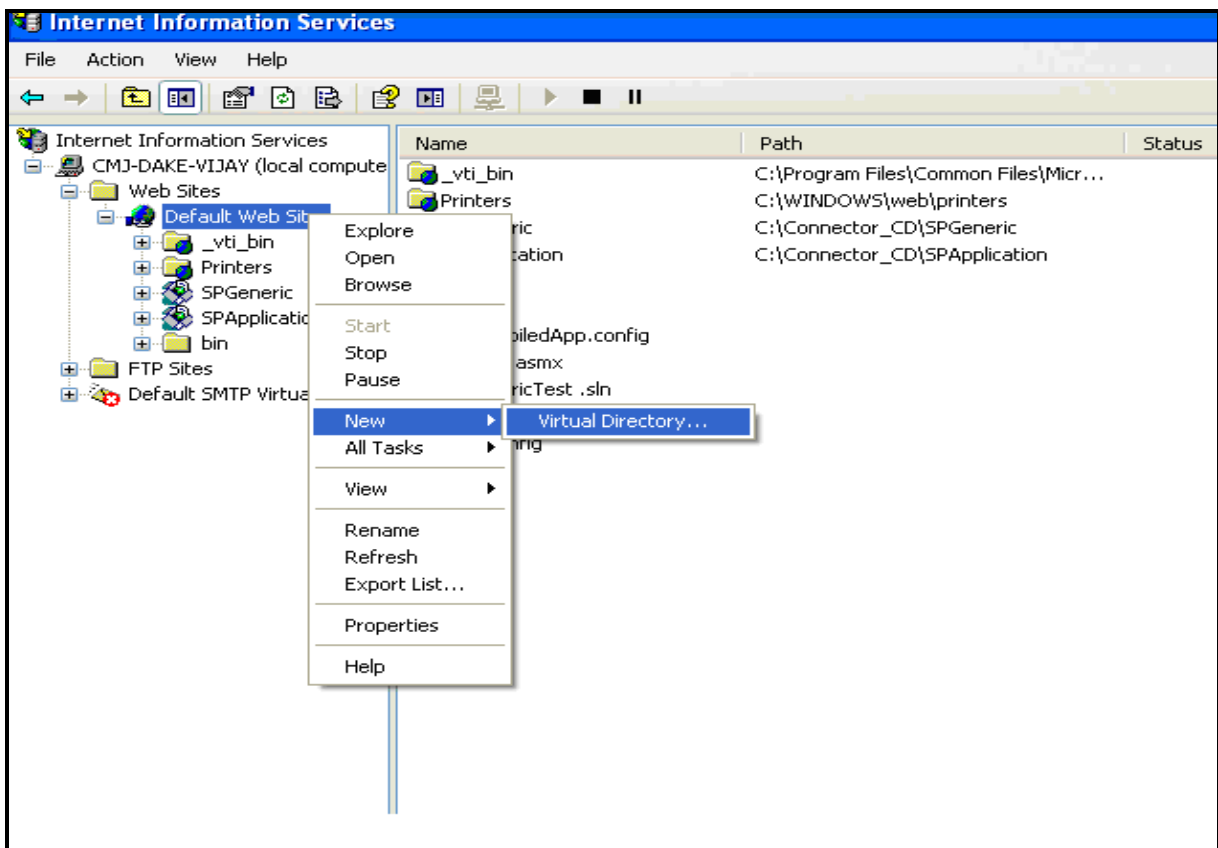 Internet Information Services
File Action View Help
Internet Information Services
CMJ-DAKE-VIJAY (local compute
Web Sites
Default Web Sit
_vti_bin
Printers
SPGeneric
SPApplicatio
bin
FTP Sites
Default SMTP Virtua
Name Path Status
_vti_bin C:\Program Files\Common Files\Micr...
Printers C:\WINDOWS\web\printers
ric C:\Connector_CD\SPGeneric
ation C:\Connector_CD\SPApplication
piledApp.config
asmx
ricTest .sln
Explore
Open
Browse
Start
Stop
Pause
New
Virtual Directory...
All Tasks
View
Rename
Refresh
Export List...
Properties
Help